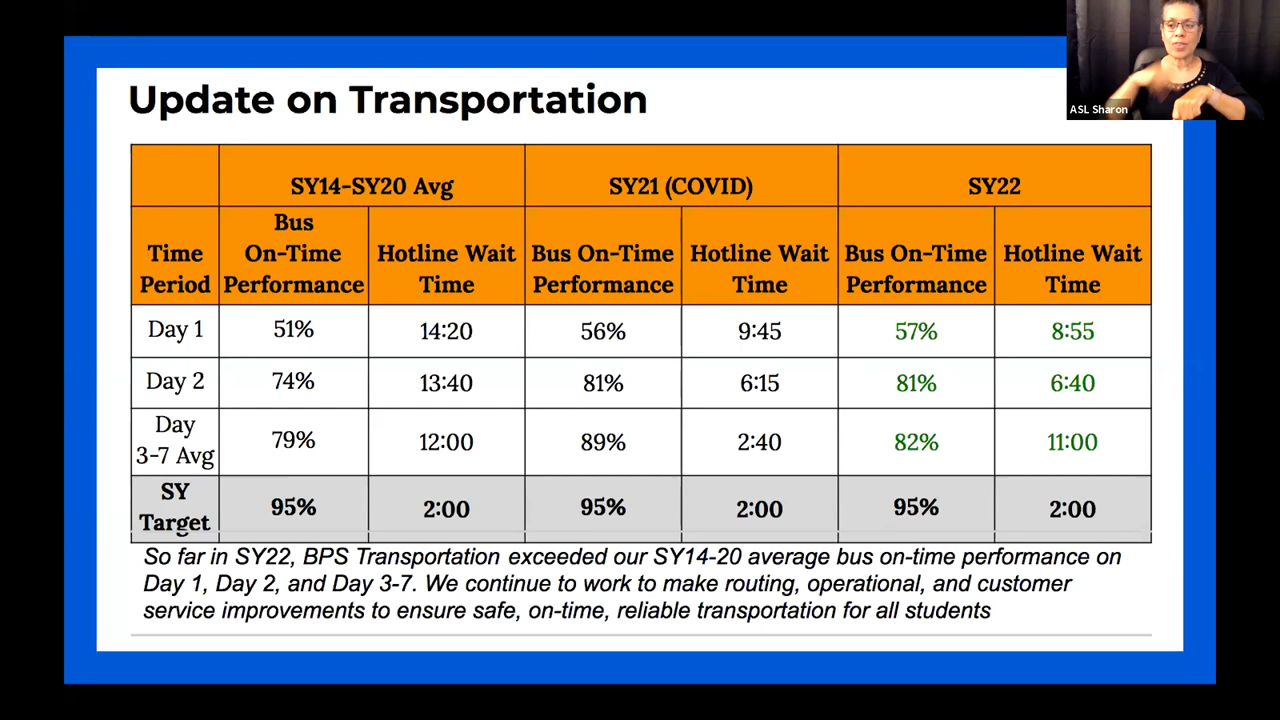 Update on Transportation
ASL Sharon
SY14-SY20 Avg SY21 (COVID) SY22
Time Period Bus On-Time Performance Hotline Wait Time Bus On-Time Performance Hotline Wait Time Bus On-Time Performance Hotline Wait Time
Day 1 51% 14:20 56% 9:45 57% 8:55
Day 2 74% 13:40 81% 6:15 81% 6:40
Day 3-7 Avg 79% 12:00 89% 2:40 82% 11:00
SY Target 95% 2:00 95% 2:00 95% 2:00
So far in SY22, BPS Transportation exceeded our SY14-20 average bus on-time performance on
Day 1, Day 2, and Day 3-7. We continue to work to make routing, operational, and customer
service improvements to ensure safe, on-time, reliable transportation for all students